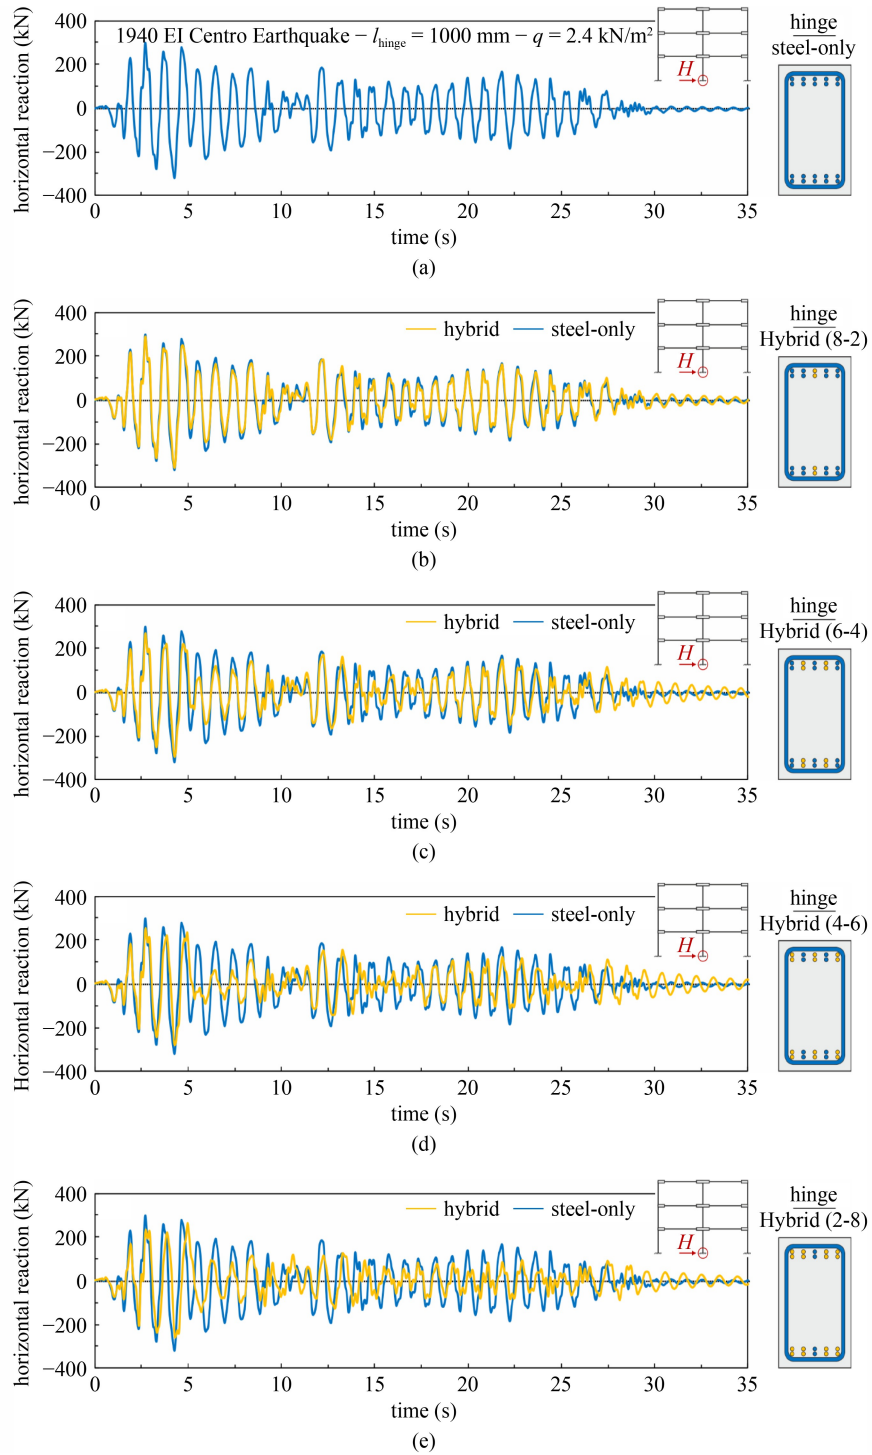 1940 EI Centro Earthquake − l_hinge = 1000 mm − q = 2.4 kN/m²
hinge
steel-only
H
horizontal reaction (kN)
400
200
0
−200
−400
0 5 10 15 20 25 30 35
time (s)
(a)
hybrid steel-only
hinge
Hybrid (8-2)
H
horizontal reaction (kN)
400
200
0
−200
−400
0 5 10 15 20 25 30 35
time (s)
(b)
hybrid steel-only
hinge
Hybrid (6-4)
H
horizontal reaction (kN)
400
200
0
−200
−400
0 5 10 15 20 25 30 35
time (s)
(c)
hybrid steel-only
hinge
Hybrid (4-6)
H
Horizontal reaction (kN)
400
200
0
−200
−400
0 5 10 15 20 25 30 35
time (s)
(d)
hybrid steel-only
hinge
Hybrid (2-8)
H
horizontal reaction (kN)
400
200
0
−200
−400
0 5 10 15 20 25 30 35
time (s)
(e)